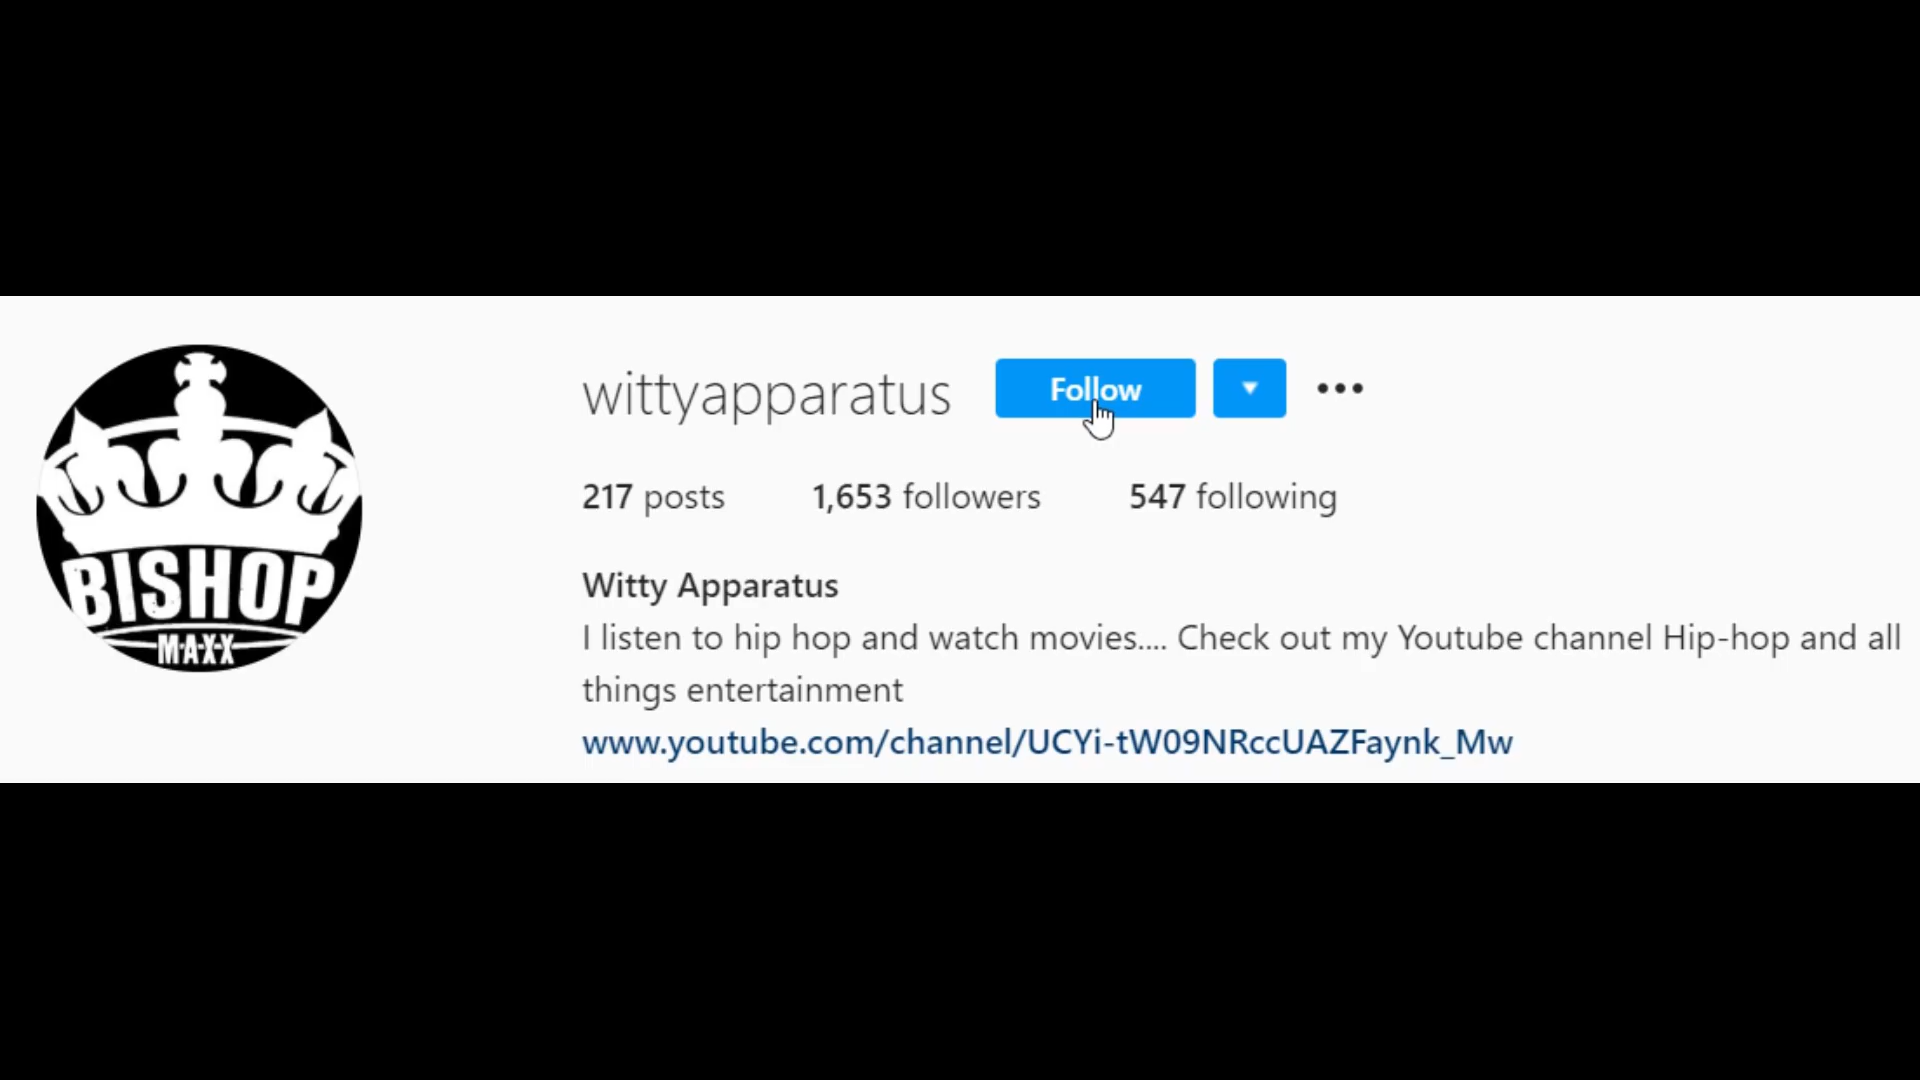 wittyapparatus Follow
217 posts 1,653 followers 547 following
Witty Apparatus
I listen to hip hop and watch movies.... Check out my Youtube channel Hip-hop and all
things entertainment
www.youtube.com/channel/UCYi-tW09NRccUAZFaynk_Mw
BISHOP
MAXX